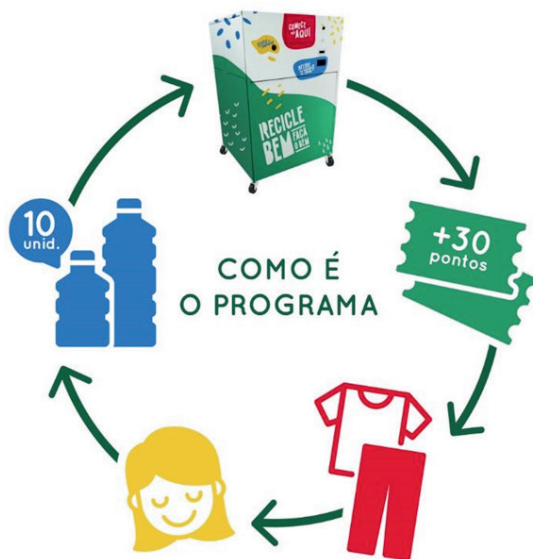 COMECE
AQUI
RECICLE
BEM
FAÇA
O BEM
10
unid.
+30
pontos
COMO É
O PROGRAMA